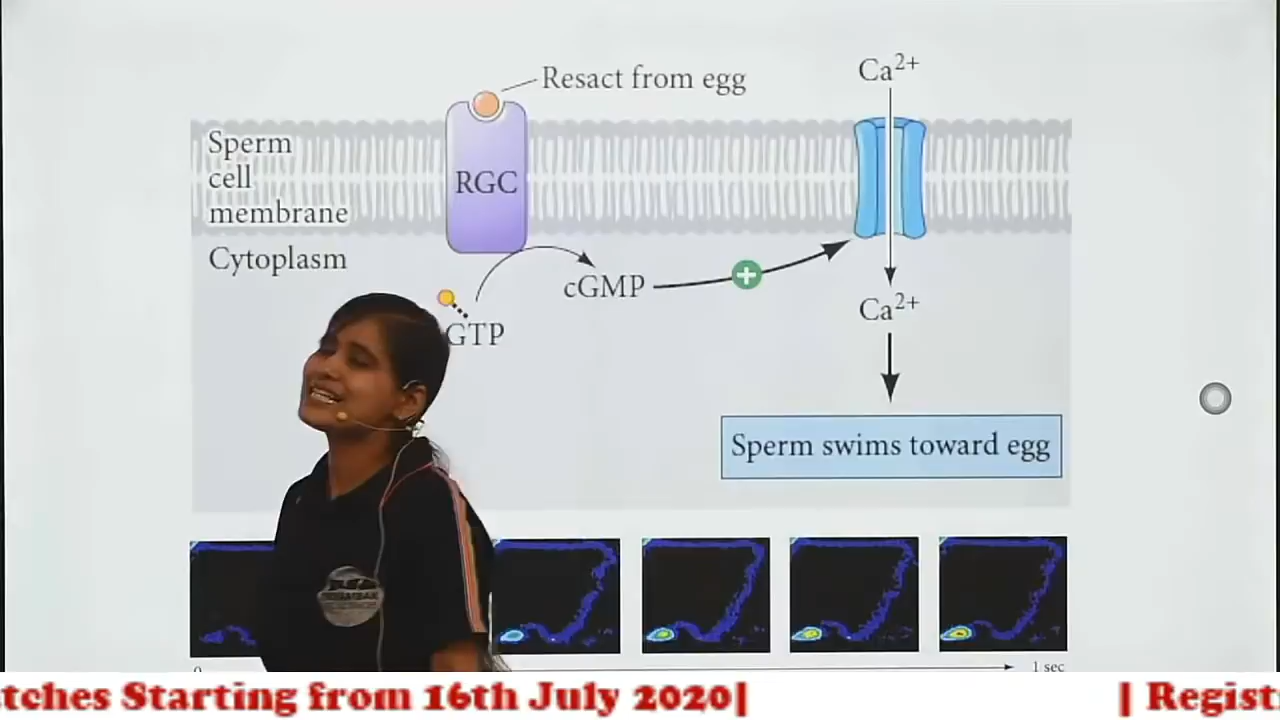 Resact from egg
Ca2+
Sperm
cell
membrane
RGC
Cytoplasm
cGMP
+
Ca2+
GTP
Sperm swims toward egg
0
1 sec
tches Starting from 16th July 2020| | Regist